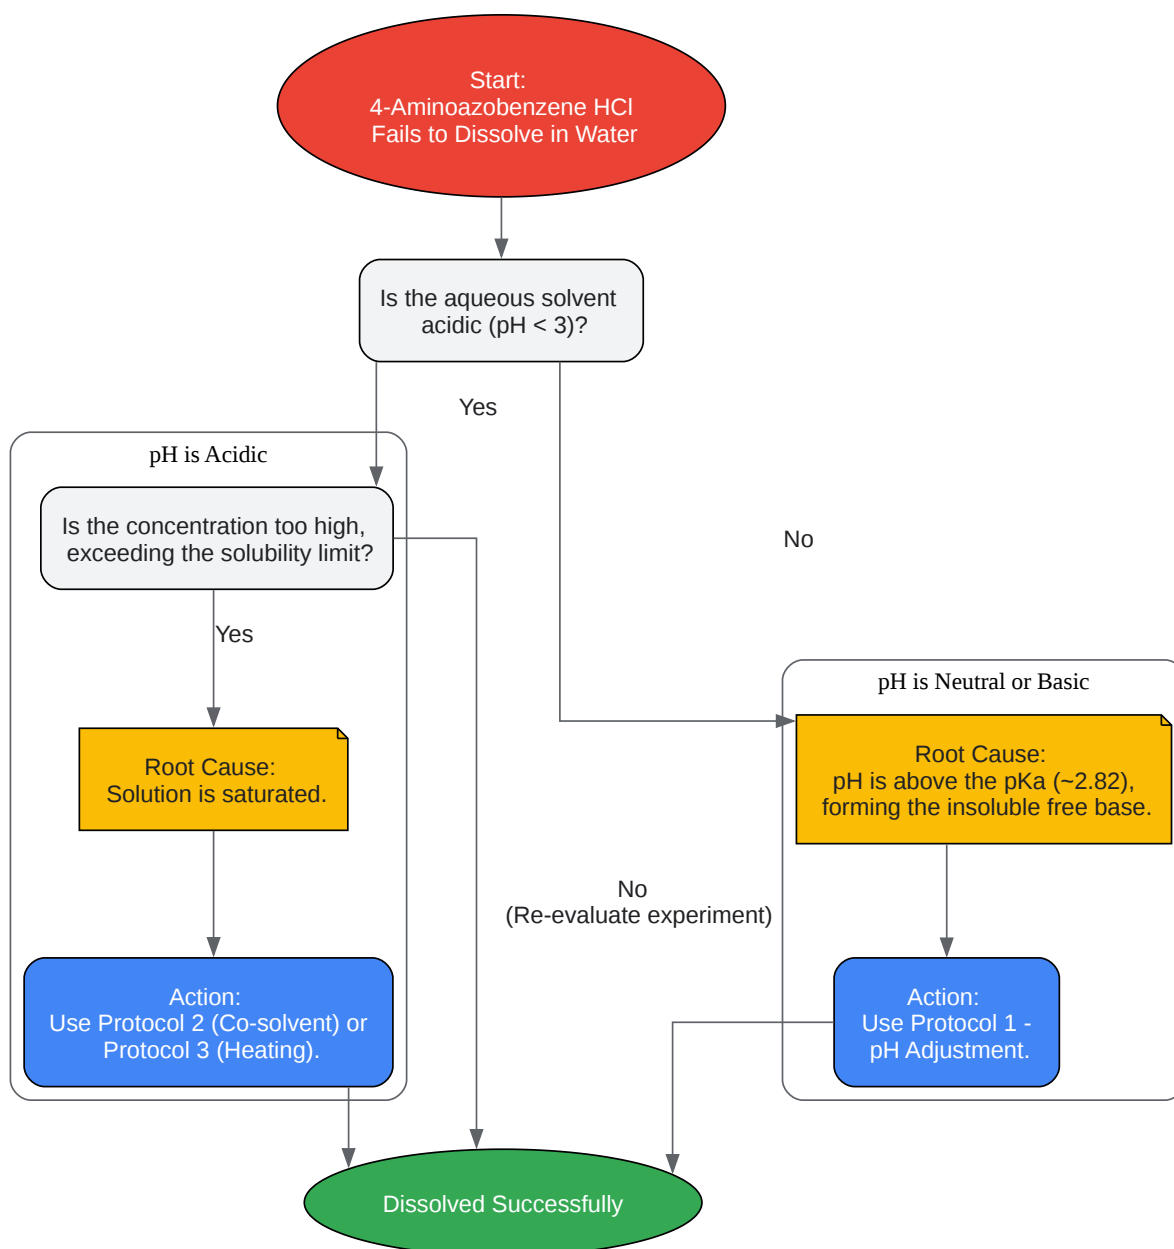 Start:
4-Aminoazobenzene HCl
Fails to Dissolve in Water
Is the aqueous solvent
acidic (pH < 3)?
Yes
pH is Acidic
Is the concentration too high,
exceeding the solubility limit?
No
Yes
pH is Neutral or Basic
Root Cause:
Solution is saturated.
Root Cause:
pH is above the pKa (~2.82),
forming the insoluble free base.
No
(Re-evaluate experiment)
Action:
Use Protocol 2 (Co-solvent) or
Protocol 3 (Heating).
Action:
Use Protocol 1 -
pH Adjustment.
Dissolved Successfully